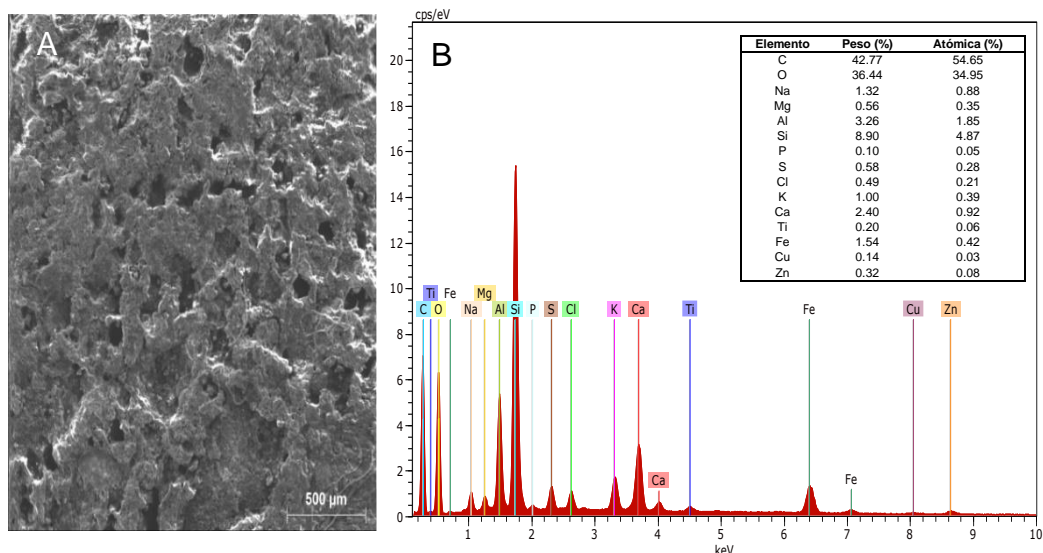 A
500 µm
cps/eV
B
20
18
16
14
12
10
8
6
4
2
0
Elemento Peso (%) Atómica (%)
C 42.77 54.65
O 36.44 34.95
Na 1.32 0.88
Mg 0.56 0.35
Al 3.26 1.85
Si 8.90 4.87
P 0.10 0.05
S 0.58 0.28
Cl 0.49 0.21
K 1.00 0.39
Ca 2.40 0.92
Ti 0.20 0.06
Fe 1.54 0.42
Cu 0.14 0.03
Zn 0.32 0.08
Ti Fe Mg
C O Na Al Si P S Cl K Ca Ti Fe Cu Zn
Ca Fe
1 2 3 4 5 6 7 8 9 10
keV